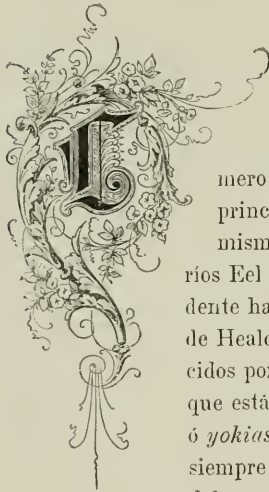 mero
princ
mism
ríos Eel
dente ha
de Heald
cidos por
que está
ó yokias
siempre